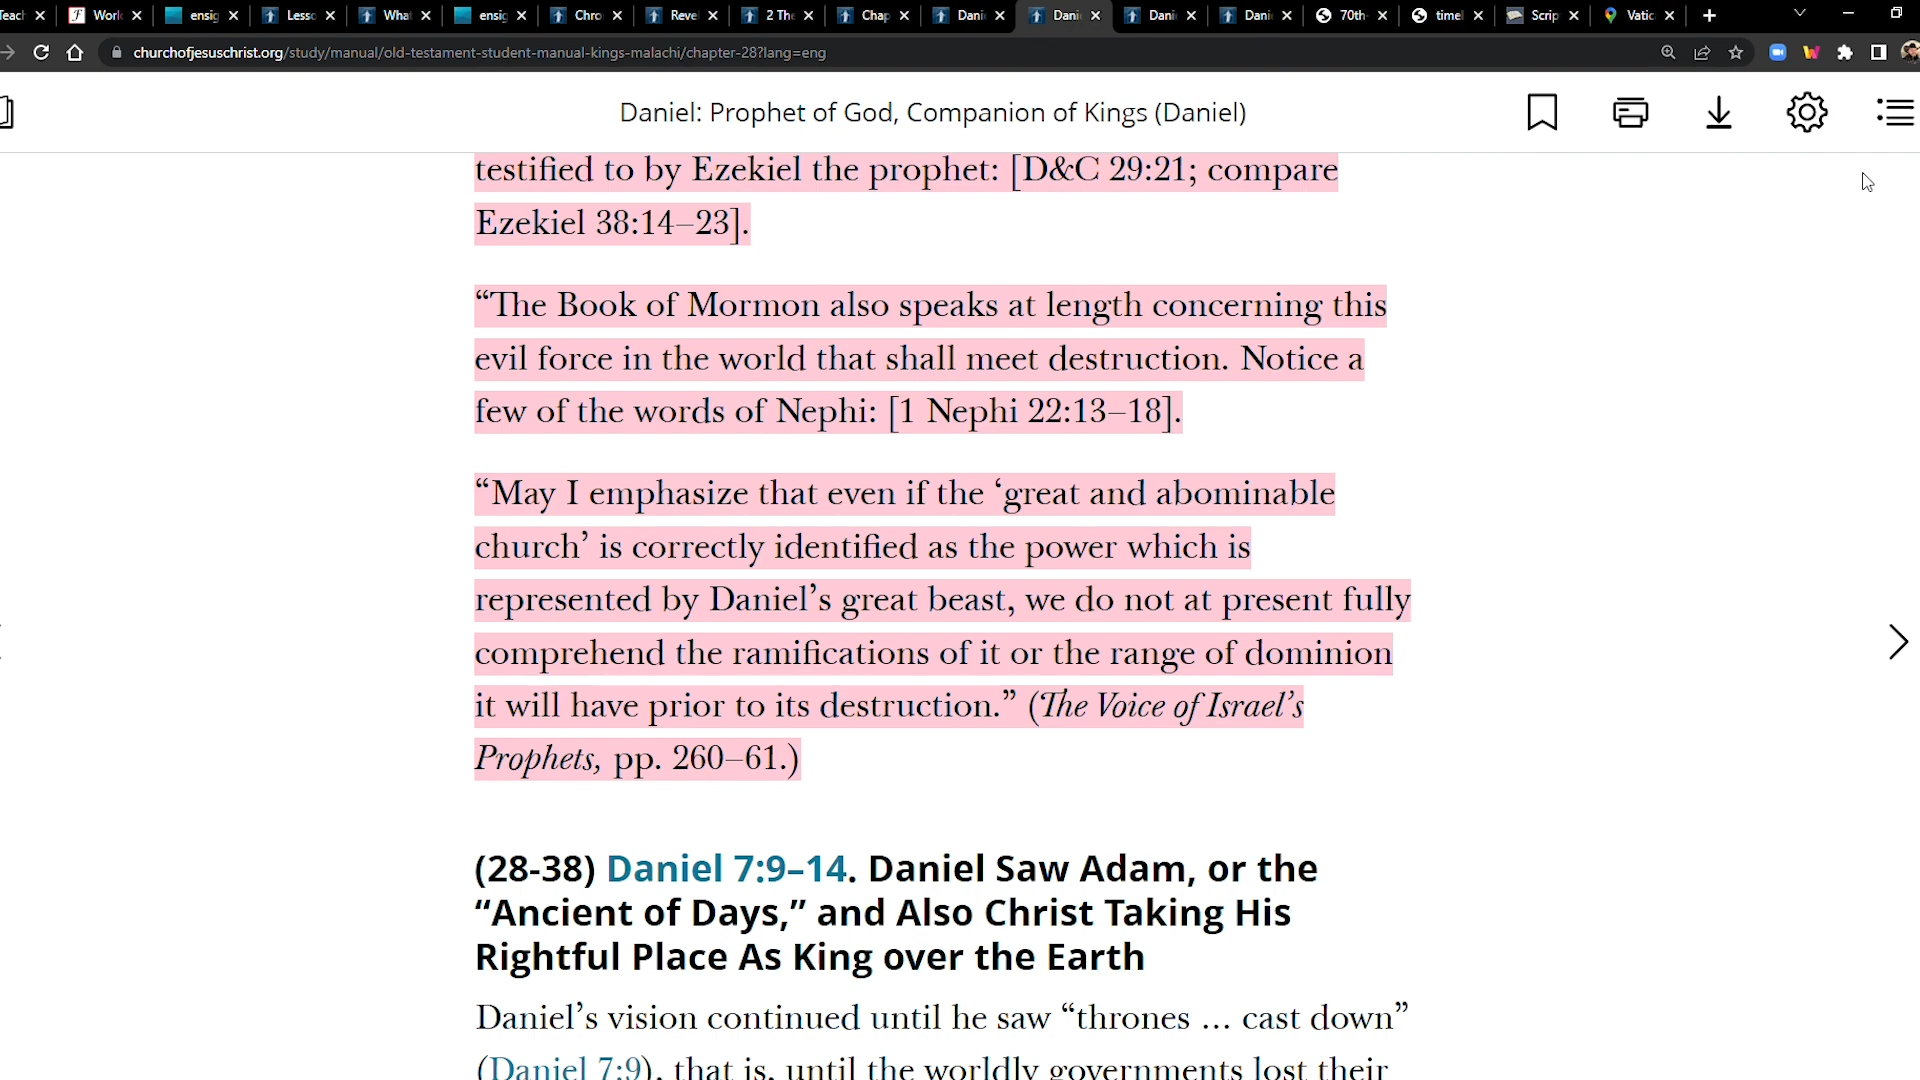 Teach
Worl
ensig
Less
What
ensig
Chro
Reve
2 The
Chap
Dani
Dani
Dani
Dani
70th
time
Scrip
Vatic
churchofjesuschrist.org/study/manual/old-testament-student-manual-kings-malachi/chapter-28?lang=eng
Daniel: Prophet of God, Companion of Kings (Daniel)
testified to by Ezekiel the prophet: [D&C 29:21; compare
Ezekiel 38:14–23].
“The Book of Mormon also speaks at length concerning this
evil force in the world that shall meet destruction. Notice a
few of the words of Nephi: [1 Nephi 22:13–18].
“May I emphasize that even if the ‘great and abominable
church’ is correctly identified as the power which is
represented by Daniel’s great beast, we do not at present fully
comprehend the ramifications of it or the range of dominion
it will have prior to its destruction.” (The Voice of Israel’s
Prophets, pp. 260–61.)
(28-38) Daniel 7:9–14. Daniel Saw Adam, or the
“Ancient of Days,” and Also Christ Taking His
Rightful Place As King over the Earth
Daniel’s vision continued until he saw “thrones … cast down”
(Daniel 7:9), that is, until the worldly governments lost their